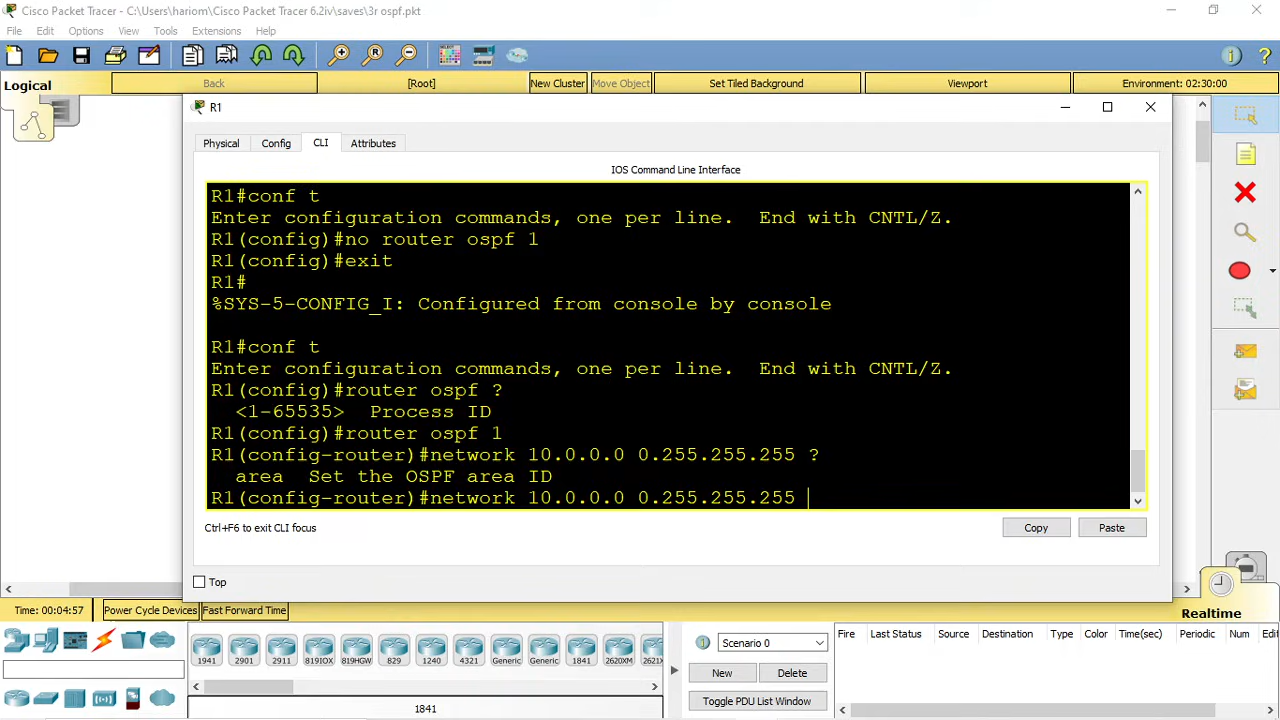 Cisco Packet Tracer - C:\Users\hariom\Cisco Packet Tracer 6.2iv\saves\3r ospf.pkt
File Edit Options View Tools Extensions Help
Logical Back [Root] New Cluster Move Object Set Tiled Background Viewport Environment: 02:30:00
R1
Physical Config CLI Attributes
IOS Command Line Interface
R1#conf t
Enter configuration commands, one per line.  End with CNTL/Z.
R1(config)#no router ospf 1
R1(config)#exit
R1#
%SYS-5-CONFIG_I: Configured from console by console
R1#conf t
Enter configuration commands, one per line.  End with CNTL/Z.
R1(config)#router ospf ?
<1-65535>  Process ID
R1(config)#router ospf 1
R1(config-router)#network 10.0.0.0 0.255.255.255 ?
area  Set the OSPF area ID
R1(config-router)#network 10.0.0.0 0.255.255.255
Ctrl+F6 to exit CLI focus
Copy Paste
Top
Time: 00:04:57 Power Cycle Devices Fast Forward Time Realtime
1941 2901 2911 819IOX 819HGW 829 1240 4321 Generic Generic 1841 2620XM 2621X
1841
Scenario 0
New Delete
Toggle PDU List Window
Fire Last Status Source Destination Type Color Time(sec) Periodic Num Edi